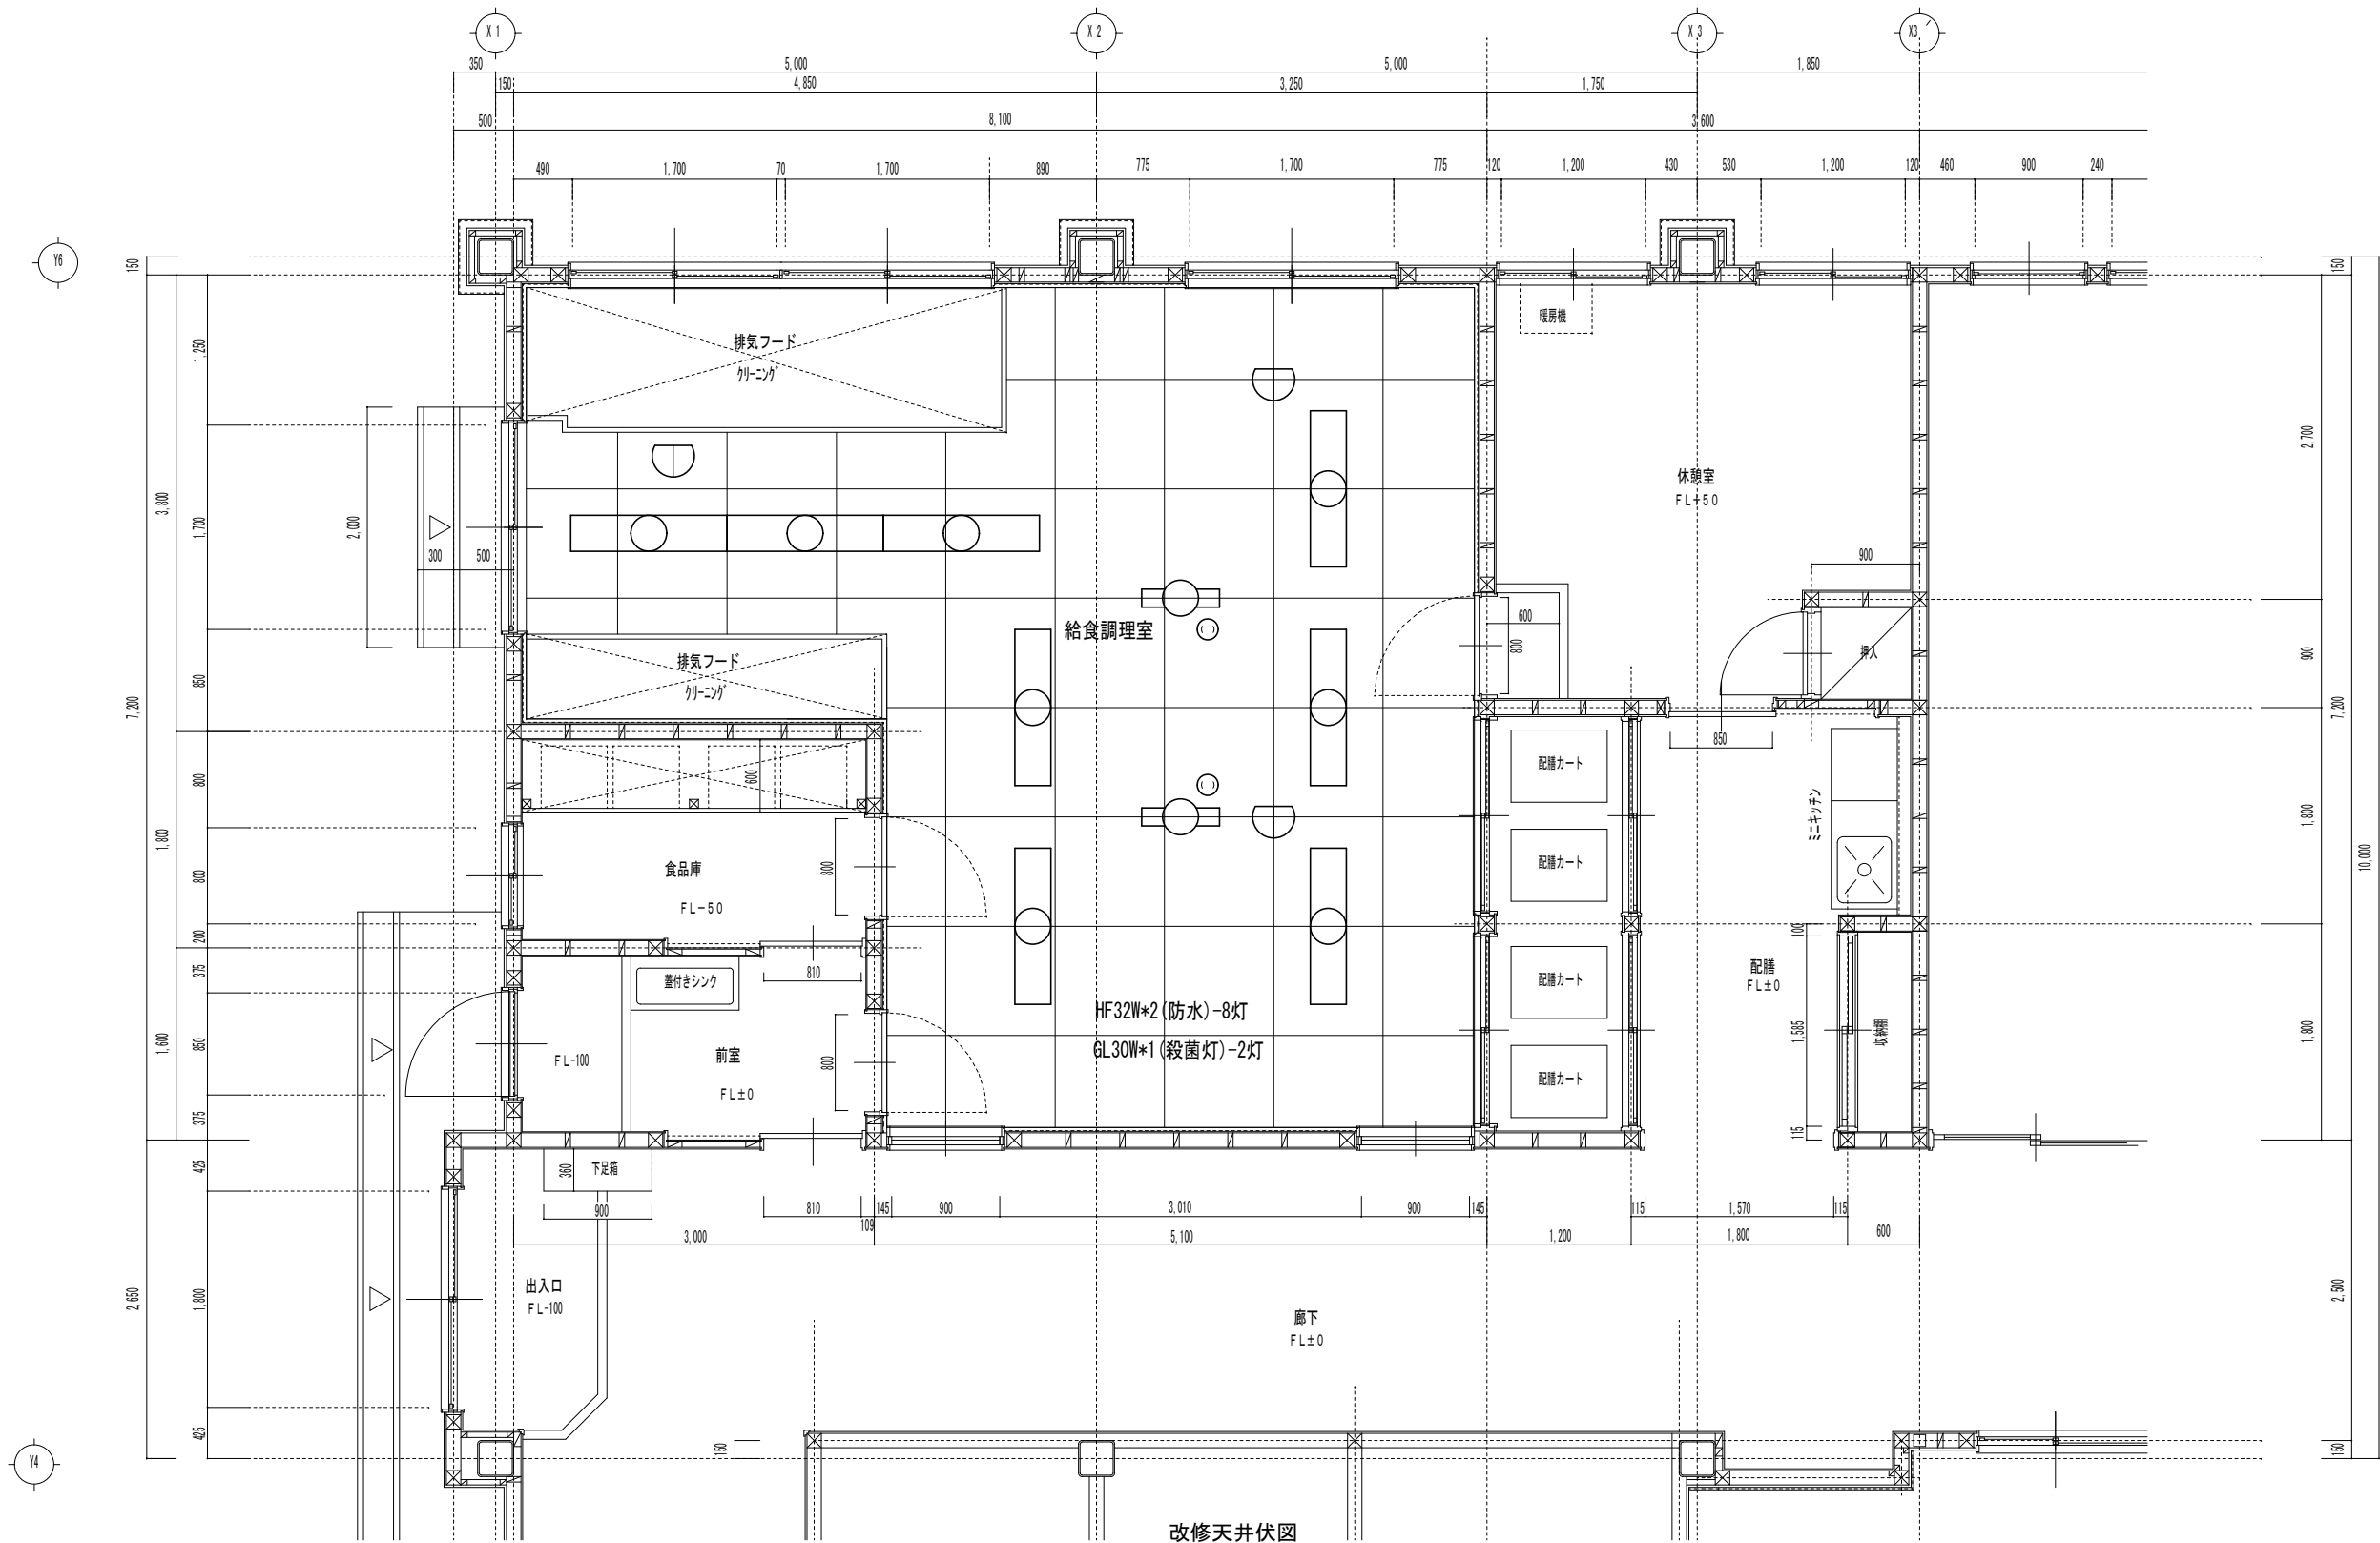 X1
X2
X3
X3´
350
5,000
5,000
1,850
150
4,850
3,250
1,750
500
8,100
3,600
490
1,700
70
1,700
890
775
1,700
775
120
1,200
430
530
1,200
120
460
900
240
Y6
150
150
1,250
排気フード
クリーニング
暖房機
2,700
休憩室
FL+50
3,800
1,700
2,000
300
500
900
600
800
給食調理室
押入
900
850
排気フード
クリーニング
7,200
7,200
850
800
600
配膳カート
ミニキッチン
1,800
1,800
10,000
食品庫
FL-50
800
800
配膳カート
200
375
810
蓋付きシンク
配膳カート
100
配膳
FL±0
HF32W*2(防水)-8灯
GL30W*1(殺菌灯)-2灯
1,600
850
FL-100
前室
FL±0
800
1,585
収納棚
1,800
配膳カート
375
115
425
360
下足箱
900
810
145
900
3,010
900
145
115
1,570
115
109
3,000
5,100
1,200
1,800
600
出入口
FL-100
2,650
1,800
2,500
廊下
FL±0
425
150
150
Y4
改修天井伏図